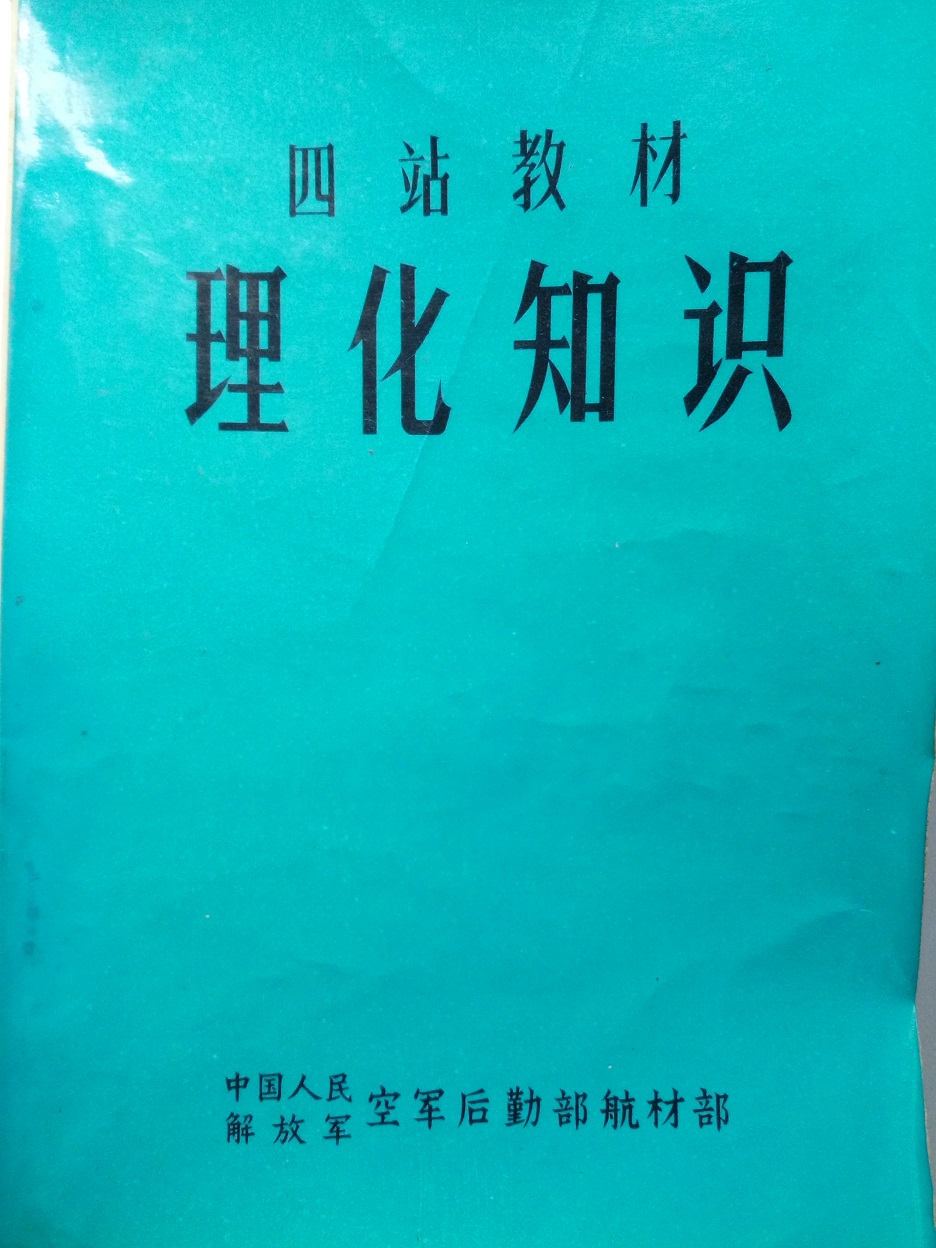 四站教材
理化知识
中国人民
解放军
空军后勤部航材部